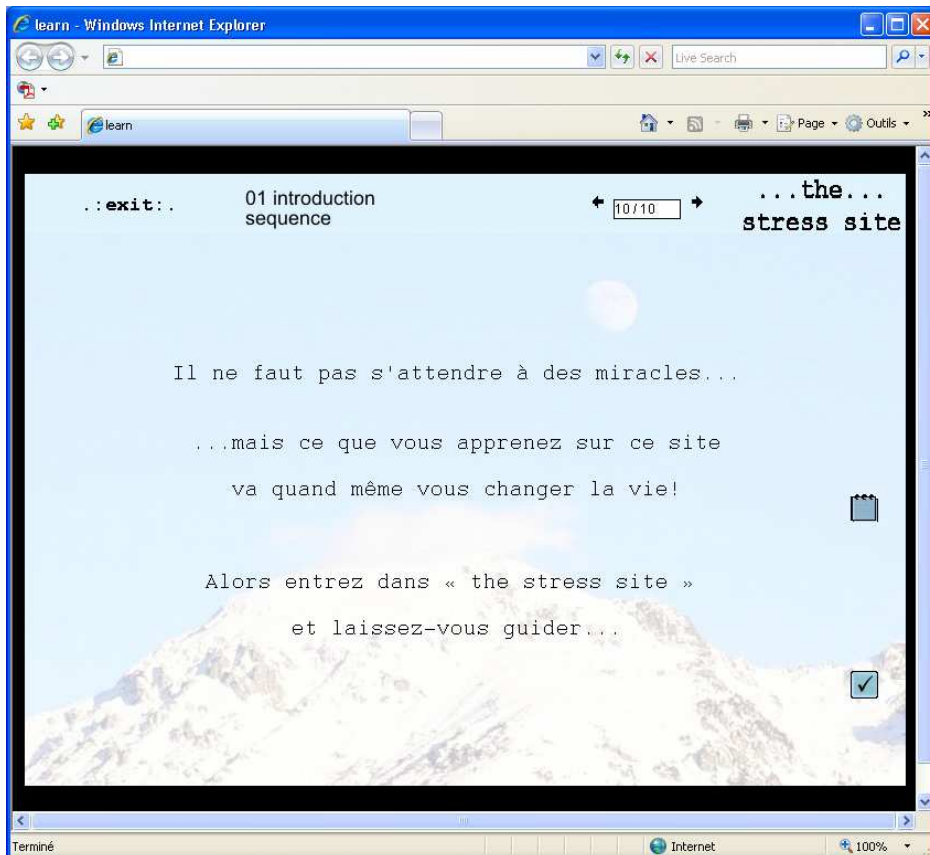 learn - Windows Internet Explorer
Live Search
learn
Page
Outils
.:exit:.
01 introduction
sequence
10/10
...the...
stress site
Il ne faut pas s'attendre à des miracles...
...mais ce que vous apprenez sur ce site
va quand même vous changer la vie!
Alors entrez dans « the stress site »
et laissez-vous guider...
Terminé
Internet
100%